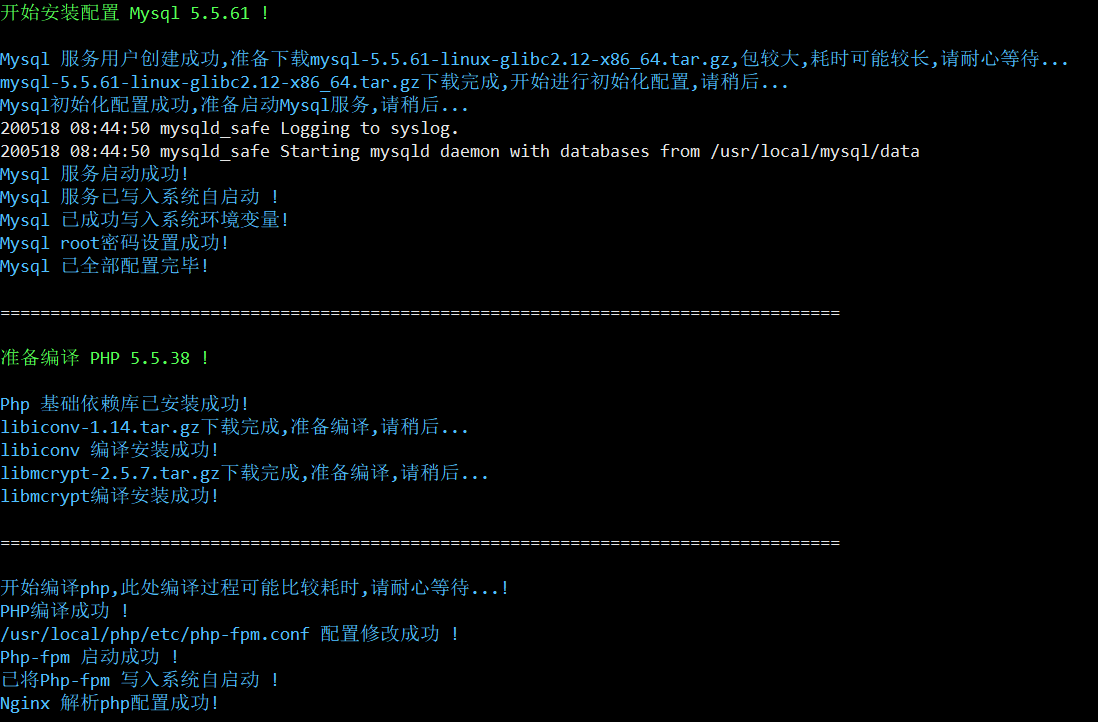 开始安装配置 Mysql 5.5.61 !
Mysql 服务用户创建成功,准备下载mysql-5.5.61-linux-glibc2.12-x86_64.tar.gz,包较大,耗时可能较长,请耐心等待...
mysql-5.5.61-linux-glibc2.12-x86_64.tar.gz下载完成,开始进行初始化配置,请稍后...
Mysql初始化配置成功,准备启动Mysql服务,请稍后...
200518 08:44:50 mysqld_safe Logging to syslog.
200518 08:44:50 mysqld_safe Starting mysqld daemon with databases from /usr/local/mysql/data
Mysql 服务启动成功!
Mysql 服务已写入系统自启动 !
Mysql 已成功写入系统环境变量!
Mysql root密码设置成功!
Mysql 已全部配置完毕!
====================================================================================
准备编译 PHP 5.5.38 !
Php 基础依赖库已安装成功!
libiconv-1.14.tar.gz下载完成,准备编译,请稍后...
libiconv 编译安装成功!
libmcrypt-2.5.7.tar.gz下载完成,准备编译,请稍后...
libmcrypt编译安装成功!
====================================================================================
开始编译php,此处编译过程可能比较耗时,请耐心等待...!
PHP编译成功 !
/usr/local/php/etc/php-fpm.conf 配置修改成功 !
Php-fpm 启动成功 !
已将Php-fpm 写入系统自启动 !
Nginx 解析php配置成功!